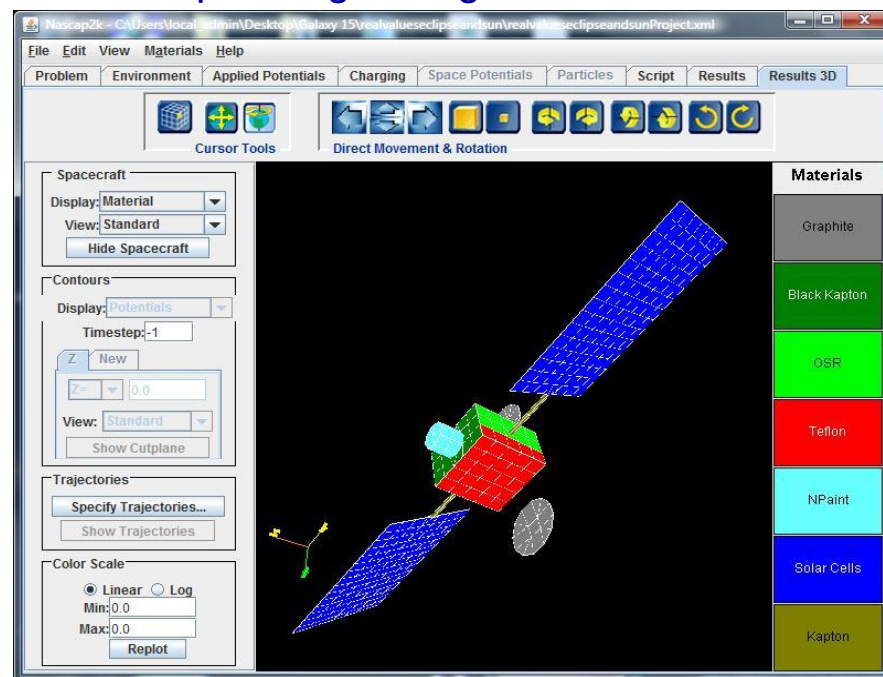 Nascap2k - C:\Users\local_admin\Desktop\Galaxy 15\realvalueseclipseandsun\realvalueseclipseandsunProject.xml
File Edit View Materials Help
Problem Environment Applied Potentials Charging Space Potentials Particles Script Results Results 3D
Cursor Tools
Direct Movement & Rotation
Spacecraft
Display: Material
View: Standard
Hide Spacecraft
Contours
Display: Potentials
Timestep: -1
Z New
Z= 0.0
View: Standard
Show Cutplane
Trajectories
Specify Trajectories...
Show Trajectories
Color Scale
Linear Log
Min: 0.0
Max: 0.0
Replot
Materials
Graphite
Black Kapton
OSR
Teflon
NPaint
Solar Cells
Kapton